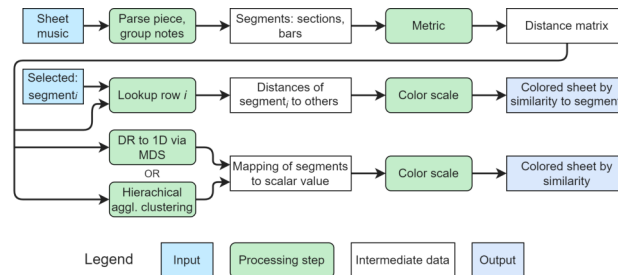 Sheet music
Parse piece, group notes
Segments: sections, bars
Metric
Distance matrix
Selected: segmenti
Lookup row i
Distances of segmenti to others
Color scale
Colored sheet by similarity to segment
DR to 1D via MDS
OR
Hierachical aggl. clustering
Mapping of segments to scalar value
Color scale
Colored sheet by similarity
Legend
Input
Processing step
Intermediate data
Output